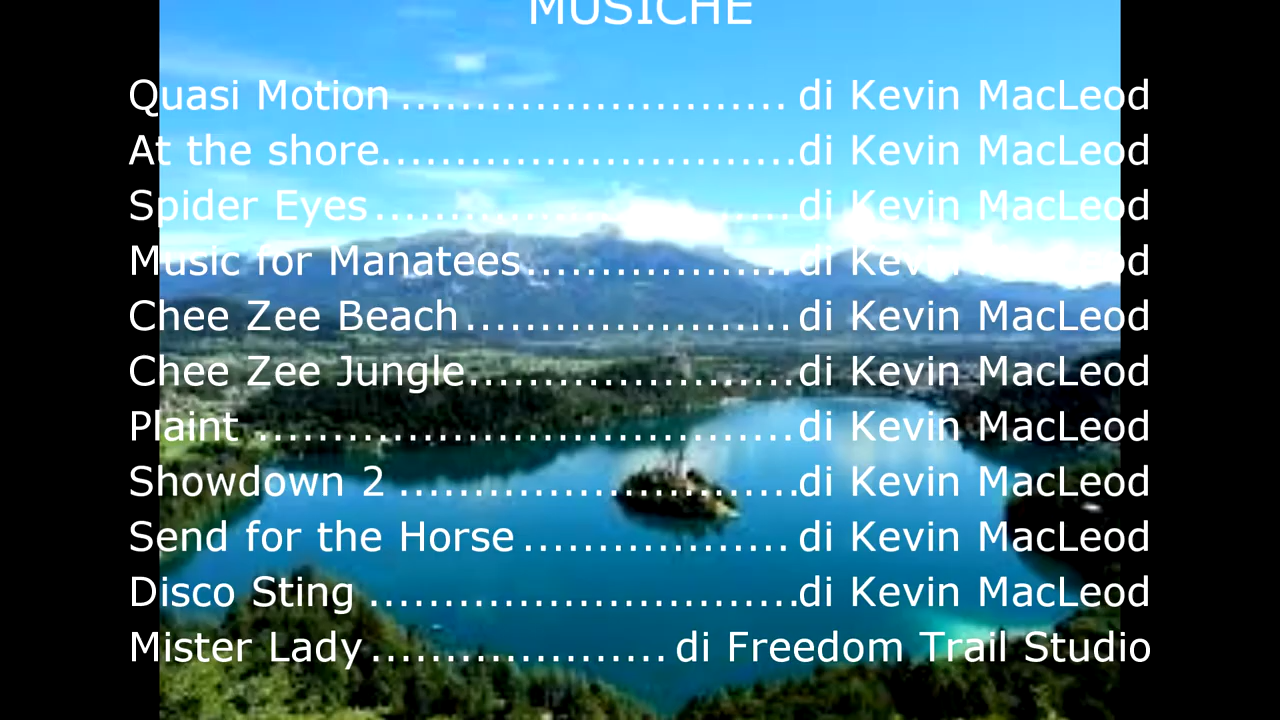 MUSICHE
Quasi Motion .......................... di Kevin MacLeod
At the shore............................di Kevin MacLeod
Spider Eyes ............................ di Kevin MacLeod
Music for Manatees..................di Kevin MacLeod
Chee Zee Beach ...................... di Kevin MacLeod
Chee Zee Jungle......................di Kevin MacLeod
Plaint ....................................di Kevin MacLeod
Showdown 2 ...........................di Kevin MacLeod
Send for the Horse .................. di Kevin MacLeod
Disco Sting .............................di Kevin MacLeod
Mister Lady .................... di Freedom Trail Studio